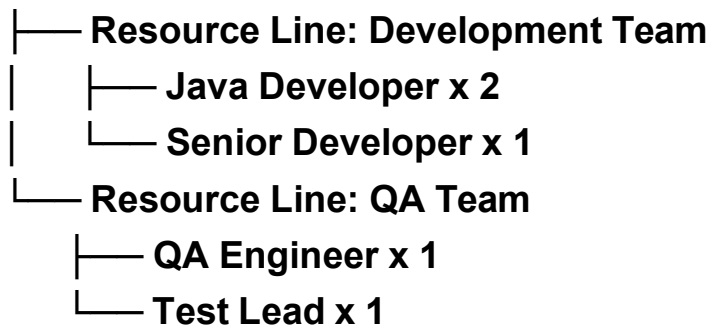 ├── Resource Line: Development Team
│   ├── Java Developer x 2
│   └── Senior Developer x 1
└── Resource Line: QA Team
    ├── QA Engineer x 1
    └── Test Lead x 1